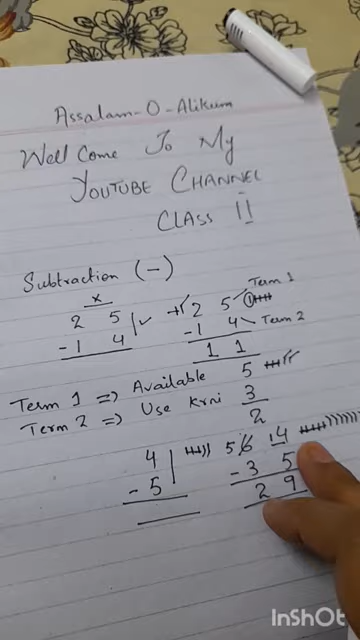 Assalam-O-Alikum
Well Come To My
YOUTUBE CHANNEL
CLASS II
Subtraction (-)
x
2 5
-1 4
2 5 Term 1
-1 4 Term 2
1 1
Term 1 => Available 5
Term 2 => Use krni 3
2
4
- 5
5 6 14
- 3 5
2 9
InShOt